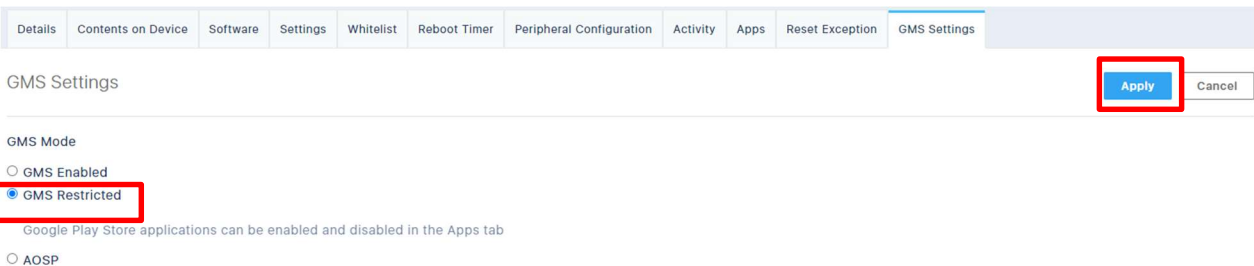 Details Contents on Device Software Settings Whitelist Reboot Timer Peripheral Configuration Activity Apps Reset Exception GMS Settings
GMS Settings Apply Cancel
GMS Mode
GMS Enabled
GMS Restricted
Google Play Store applications can be enabled and disabled in the Apps tab
AOSP